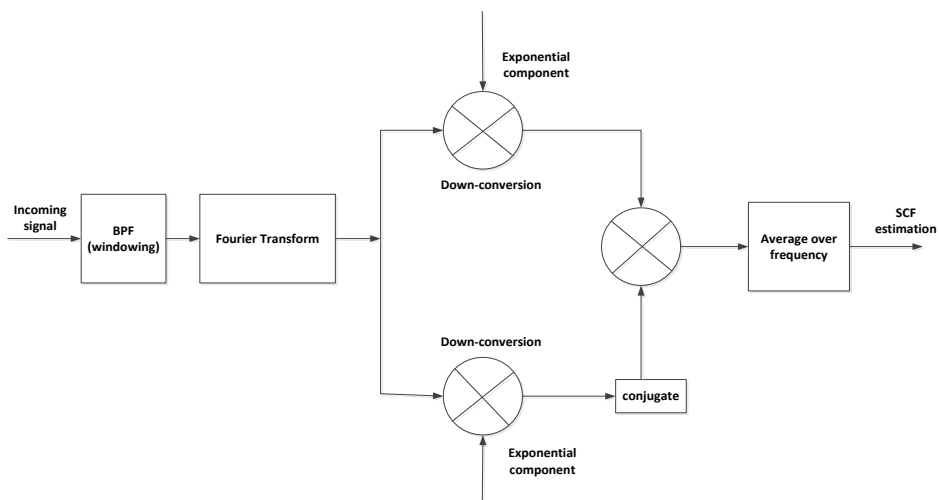 Exponential
component
Down-conversion
Incoming
signal
BPF
(windowing)
Fourier Transform
Average over
frequency
SCF
estimation
Down-conversion
conjugate
Exponential
component